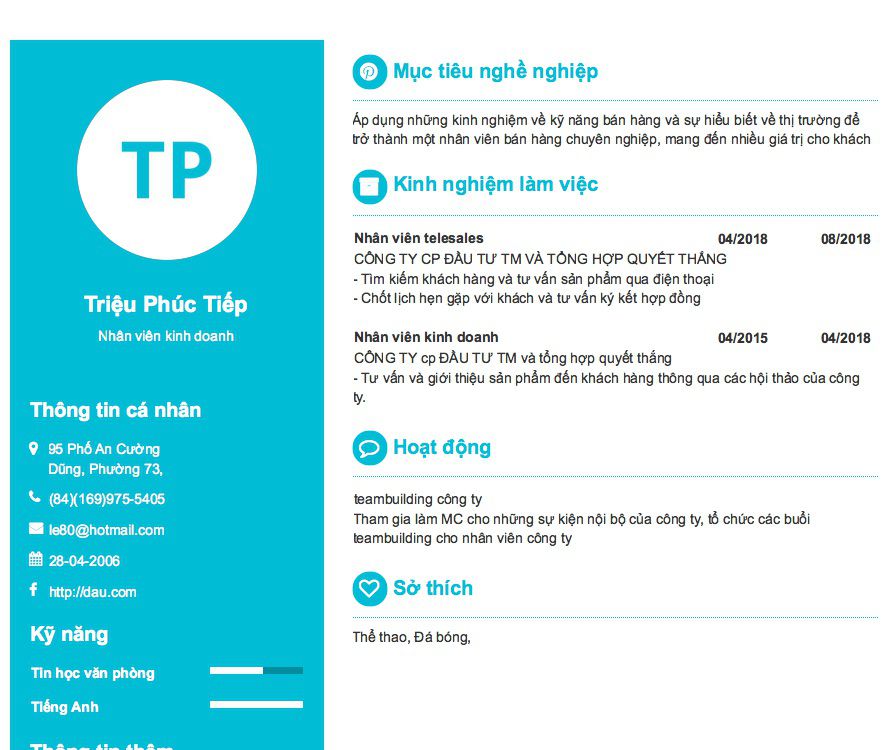 TP
Triệu Phúc Tiếp
Nhân viên kinh doanh
Thông tin cá nhân
95 Phố An Cường
Dũng, Phường 73,
(84)(169)975-5405
le80@hotmail.com
28-04-2006
http://dau.com
Kỹ năng
Tin học văn phòng
Tiếng Anh
Thông tin thêm
Mục tiêu nghề nghiệp
Áp dụng những kinh nghiệm về kỹ năng bán hàng và sự hiểu biết về thị trường để
trở thành một nhân viên bán hàng chuyên nghiệp, mang đến nhiều giá trị cho khách
Kinh nghiệm làm việc
Nhân viên telesales 04/2018 08/2018
CÔNG TY CP ĐẦU TƯ TM VÀ TỔNG HỢP QUYẾT THẮNG
- Tìm kiếm khách hàng và tư vấn sản phẩm qua điện thoại
- Chốt lịch hẹn gặp với khách và tư vấn ký kết hợp đồng
Nhân viên kinh doanh 04/2015 04/2018
CÔNG TY cp ĐẦU TƯ TM và tổng hợp quyết thắng
- Tư vấn và giới thiệu sản phẩm đến khách hàng thông qua các hội thảo của công
ty.
Hoạt động
teambuilding công ty
Tham gia làm MC cho những sự kiện nội bộ của công ty, tổ chức các buổi
teambuilding cho nhân viên công ty
Sở thích
Thể thao, Đá bóng,